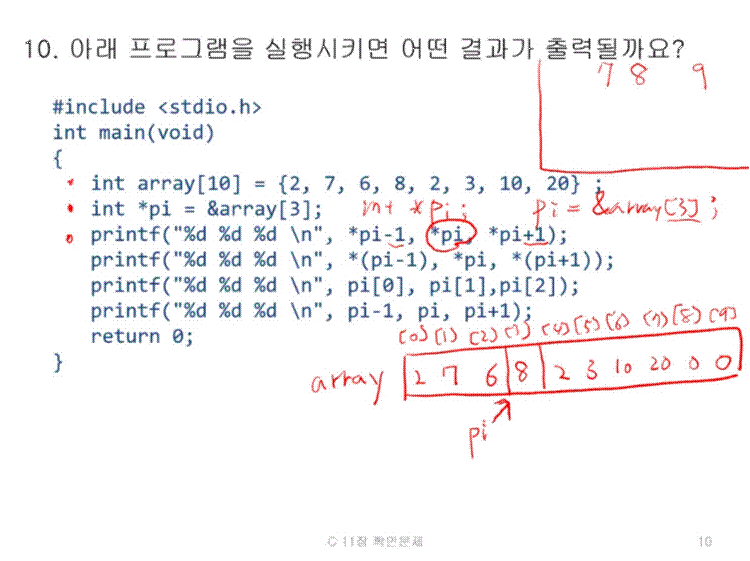 10. 아래 프로그램을 실행시키면 어떤 결과가 출력될까요?
7 8 9
#include <stdio.h>
int main(void)
{
int array[10] = {2, 7, 6, 8, 2, 3, 10, 20} ;
int *pi = &array[3]; int *pi; pi = &array[3];
printf("%d %d %d \n", *pi-1, *pi, *pi+1);
printf("%d %d %d \n", *(pi-1), *pi, *(pi+1));
printf("%d %d %d \n", pi[0], pi[1],pi[2]);
printf("%d %d %d \n", pi-1, pi, pi+1);
return 0;
[0] [1] [2] [3] [4] [5] [6] [7] [8] [9]
}
array 2 7 6 8 2 3 10 20 0 0
pi
C 11장 확인문제 10